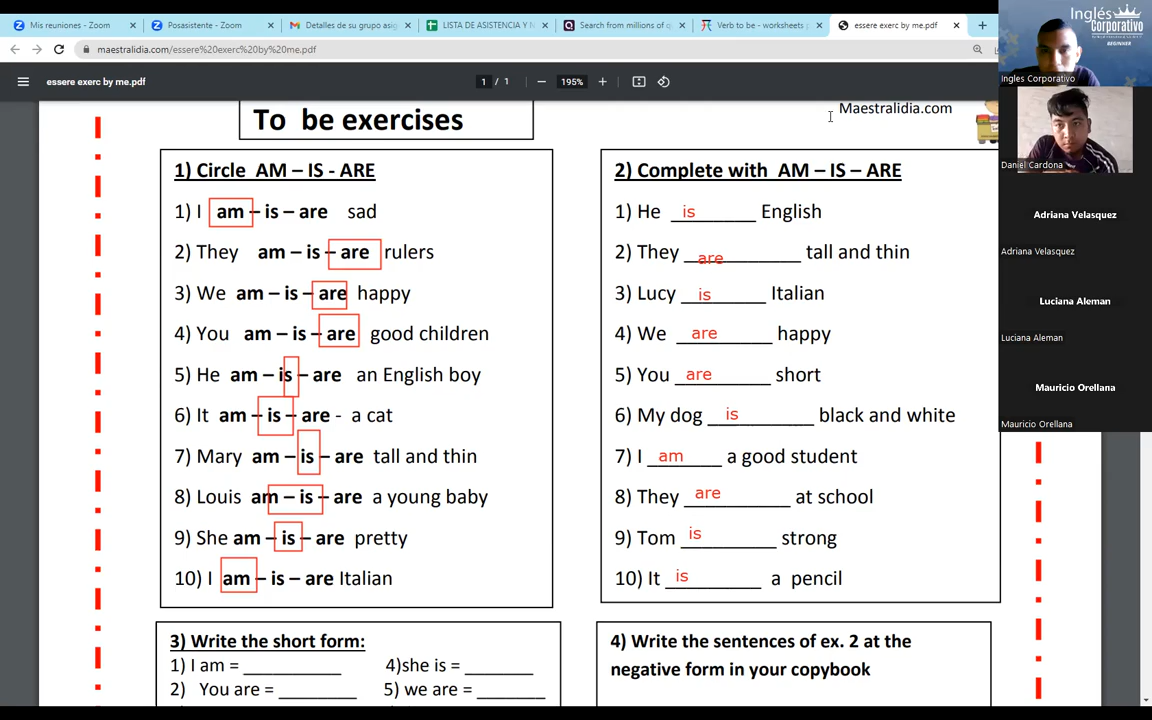 Mis reuniones - Zoom
Posasistente - Zoom
Detalles de su grupo asig
LISTA DE ASISTENCIA Y N
Search from millions of q
Verb to be - worksheets p
essere exerc by me.pdf
maestralidia.com/essere%20exerc%20by%20me.pdf
essere exerc by me.pdf
1 / 1
195%
Inglés
Corporativo
BEGINNER
Ingles Corporativo
Daniel Cardona
Adriana Velasquez
Adriana Velasquez
Luciana Aleman
Luciana Aleman
Mauricio Orellana
Mauricio Orellana
To be exercises
Maestralidia.com
1) Circle AM – IS - ARE
1) I am – is – are sad
2) They am – is – are rulers
3) We am – is – are happy
4) You am – is – are good children
5) He am – is – are an English boy
6) It am – is – are - a cat
7) Mary am – is – are tall and thin
8) Louis am – is – are a young baby
9) She am – is – are pretty
10) I am – is – are Italian
2) Complete with AM – IS – ARE
1) He is English
2) They are tall and thin
3) Lucy is Italian
4) We are happy
5) You are short
6) My dog is black and white
7) I am a good student
8) They are at school
9) Tom is strong
10) It is a pencil
3) Write the short form:
1) I am = _________ 4)she is = ______
2) You are = _______ 5) we are = ______
4) Write the sentences of ex. 2 at the
negative form in your copybook